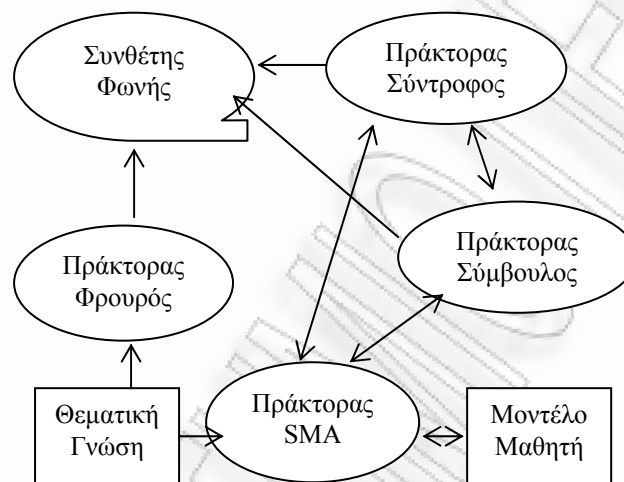 Συνθέτης
Φωνής
Πράκτορας
Σύντροφος
Πράκτορας
Σύμβουλος
Πράκτορας
Φρουρός
Θεματική
Γνώση
Πράκτορας
SMA
Μοντέλο
Μαθητή